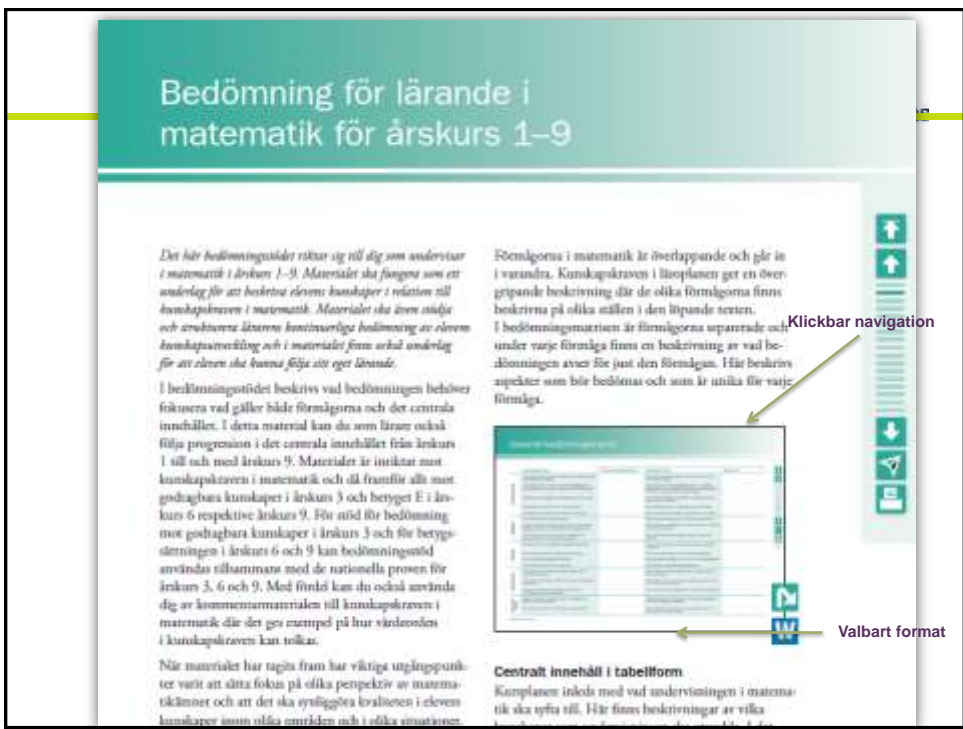 Bedömning för lärande i
matematik för årskurs 1–9
Det här bedömningsstödet riktar sig till dig som undervisar
i matematik i årskurs 1–9. Materialet ska fungera som ett
underlag för att beskriva elevens kunskaper i relation till
kunskapskraven i matematik. Materialet ska även stödja
och strukturera lärarens kontinuerliga bedömning av elevens
kunskapsutveckling och i materialet finns också underlag
för att eleven ska kunna följa sitt eget lärande.
I bedömningsstödet beskrivs vad bedömningen behöver
fokusera vad gäller både förmågorna och det centrala
innehållet. I detta material kan du som lärare också
följa progression i det centrala innehållet från årskurs
1 till och med årskurs 9. Materialet är inriktat mot
kunskapskraven i matematik och då framför allt mot
godtagbara kunskaper i årskurs 3 och betyget E i års-
kurs 6 respektive årskurs 9. För stöd för bedömning
mot godtagbara kunskaper i årskurs 3 och för betygs-
sättningen i årskurs 6 och 9 kan bedömningsstöd
användas tillsammans med de nationella proven för
årskurs 3, 6 och 9. Med fördel kan du också använda
dig av kommentarmaterialen till kunskapskraven i
matematik där det ges exempel på hur värdeorden
i kunskapskraven kan tolkas.
När materialet har tagits fram har viktiga utgångspunk-
ter varit att sätta fokus på olika perspektiv av matema-
tikämnet och att det ska synliggöra kvaliteten i elevens
kunskaper inom olika områden och i olika situationer.
Förmågorna i matematik är överlappande och går in
i varandra. Kunskapskraven i läroplanen ger en över-
gripande beskrivning där de olika förmågorna finns
beskrivna på olika ställen i den löpande texten.
I bedömningsmatrisen är förmågorna separerade och
under varje förmåga finns en beskrivning av vad be-
dömningen avser för just den förmågan. Här beskrivs
aspekter som bör bedömas och som är unika för varje
förmåga.
Klickbar navigation
W
Valbart format
Centralt innehåll i tabellform
Kursplanen inleds med vad undervisningen i matema-
tik ska syfta till. Här finns beskrivningar av vilka